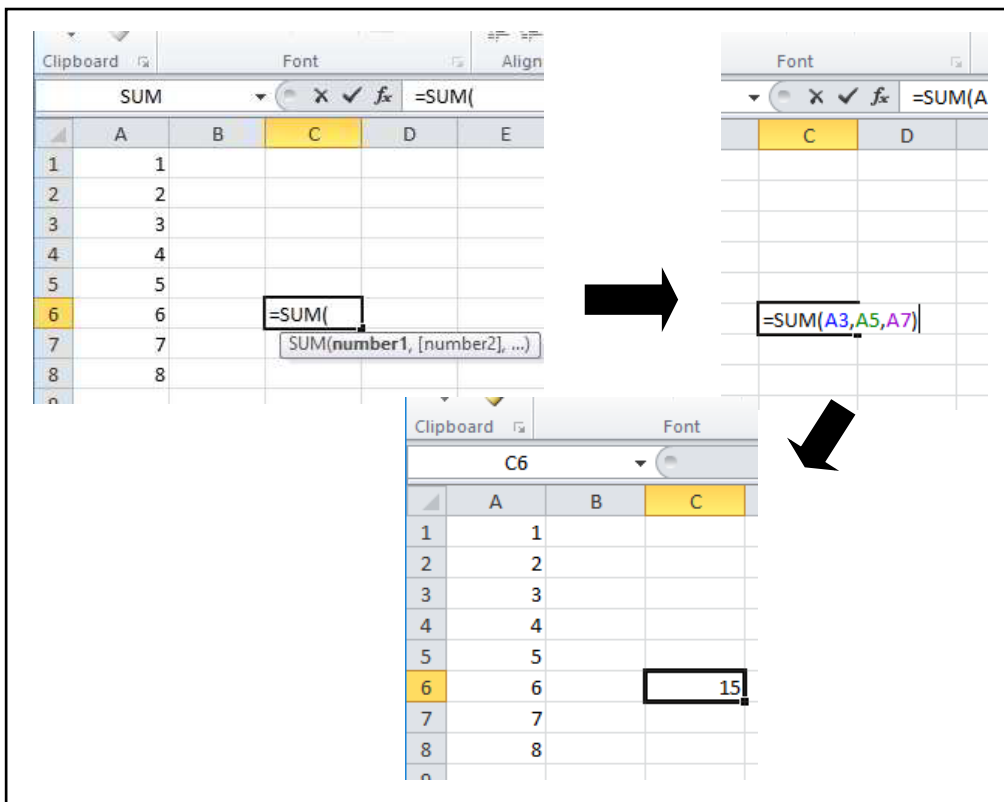 Clipboard Font Align
SUM fx =SUM(
A B C D E
1 1
2 2
3 3
4 4
5 5
6 6 =SUM(
7 7 SUM(number1, [number2], ...)
8 8
Font
fx =SUM(A
C D
=SUM(A3,A5,A7)
Clipboard Font
C6
A B C
1 1
2 2
3 3
4 4
5 5
6 6 15
7 7
8 8